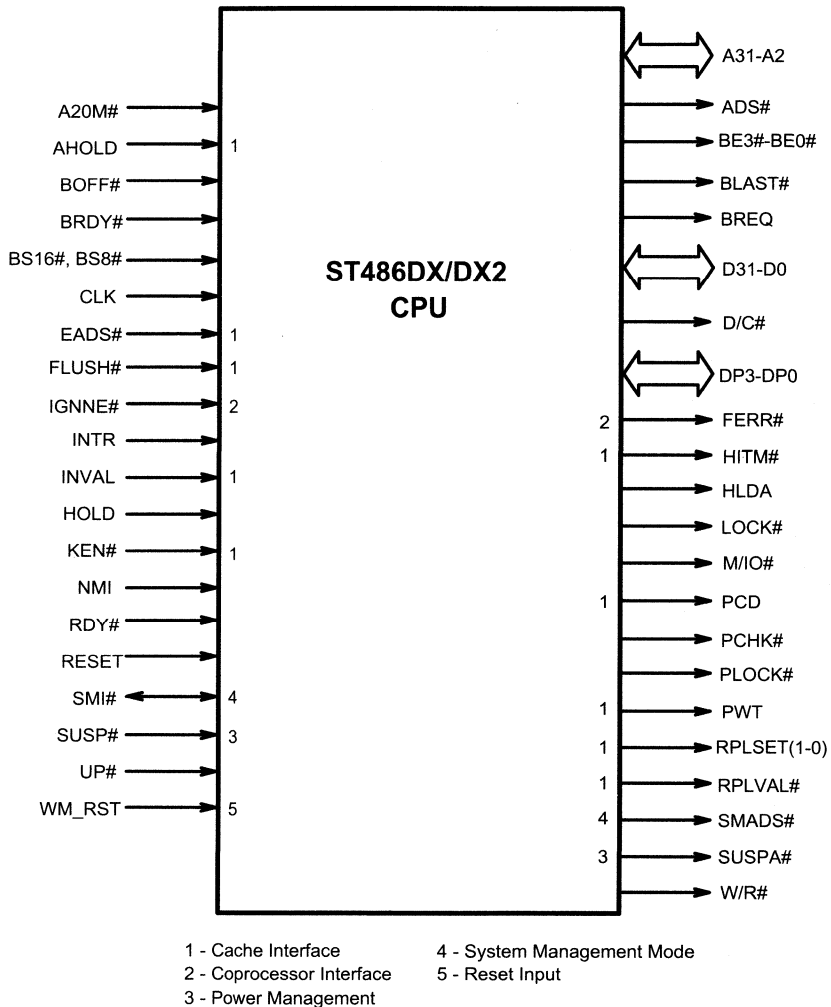 A31-A2
A20M#
ADS#
AHOLD
1
BE3#-BE0#
BOFF#
BLAST#
BRDY#
BREQ
BS16#, BS8#
ST486DX/DX2
CPU
D31-D0
CLK
D/C#
EADS#
1
FLUSH#
1
DP3-DP0
IGNNE#
2
2
FERR#
INTR
1
HITM#
INVAL
1
HLDA
HOLD
LOCK#
KEN#
1
M/IO#
NMI
1
PCD
RDY#
PCHK#
RESET
PLOCK#
SMI#
4
1
PWT
SUSP#
3
1
RPLSET(1-0)
UP#
1
RPLVAL#
WM_RST
5
4
SMADS#
3
SUSPA#
W/R#
1 - Cache Interface
2 - Coprocessor Interface
3 - Power Management
4 - System Management Mode
5 - Reset Input